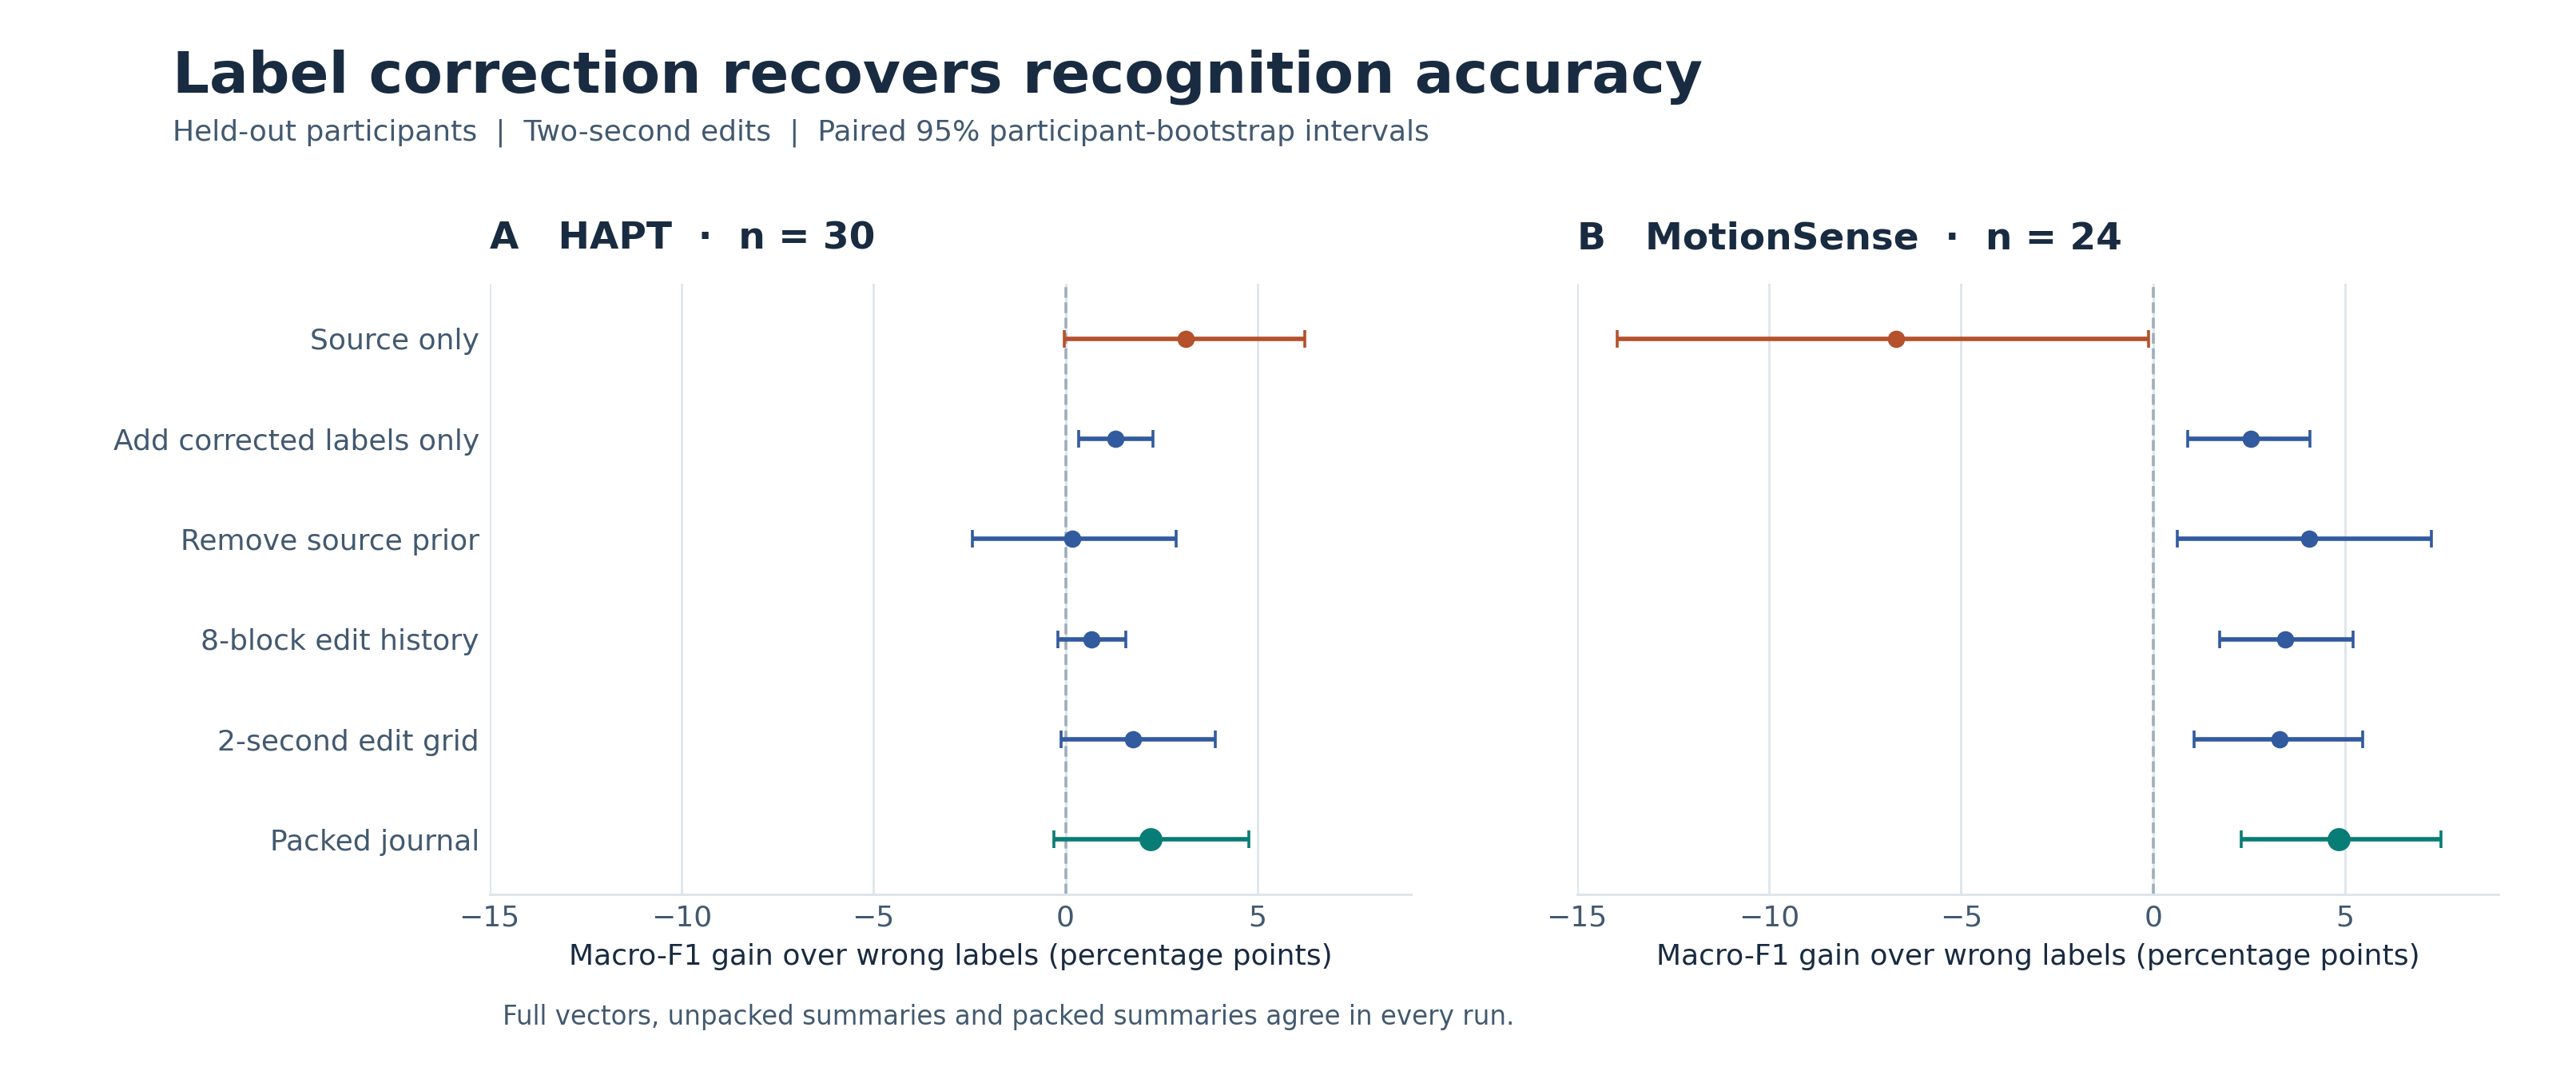 Label correction recovers recognition accuracy
Held-out participants | Two-second edits | Paired 95% participant-bootstrap intervals
A HAPT · n = 30
B MotionSense · n = 24
Source only
Add corrected labels only
Remove source prior
8-block edit history
2-second edit grid
Packed journal
−15 −10 −5 0 5
−15 −10 −5 0 5
Macro-F1 gain over wrong labels (percentage points)
Macro-F1 gain over wrong labels (percentage points)
Full vectors, unpacked summaries and packed summaries agree in every run.